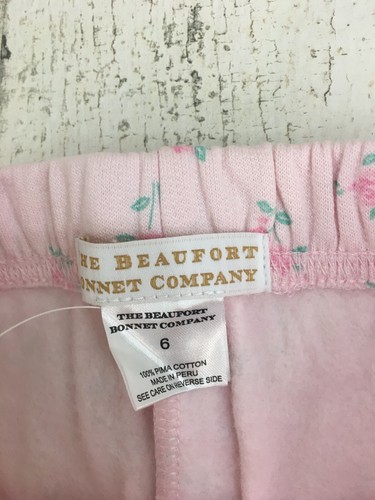 THE BEAUFORT
BONNET COMPANY
THE BEAUFORT
BONNET COMPANY
6
100% PIMA COTTON
MADE IN PERU
SEE CARE ON REVERSE SIDE